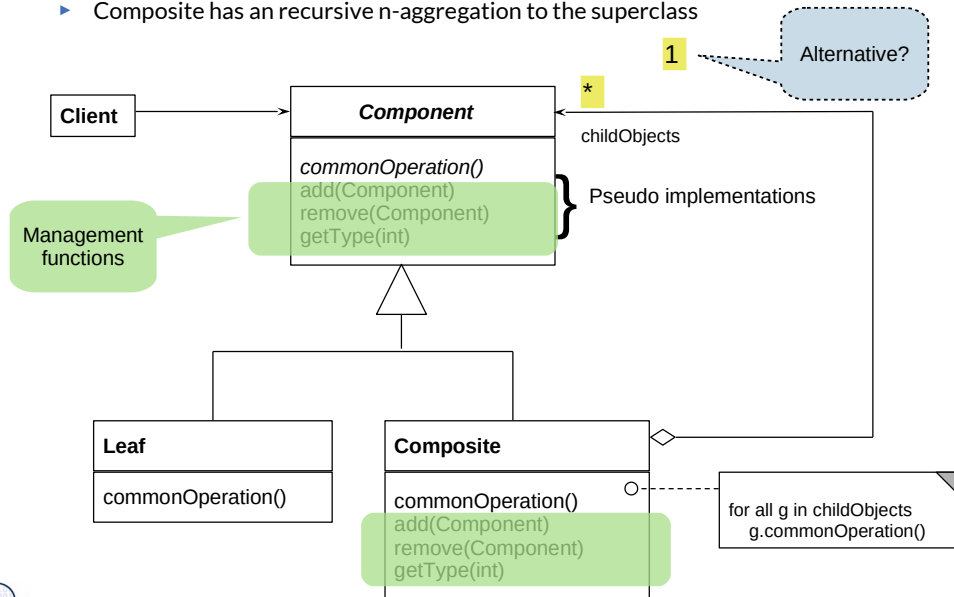 Composite has an recursive n-aggregation to the superclass
1
Alternative?
*
Client
Component
childObjects
commonOperation()
add(Component)
remove(Component)
getType(int)
} Pseudo implementations
Management
functions
Leaf
commonOperation()
Composite
commonOperation()
add(Component)
remove(Component)
getType(int)
for all g in childObjects
g.commonOperation()